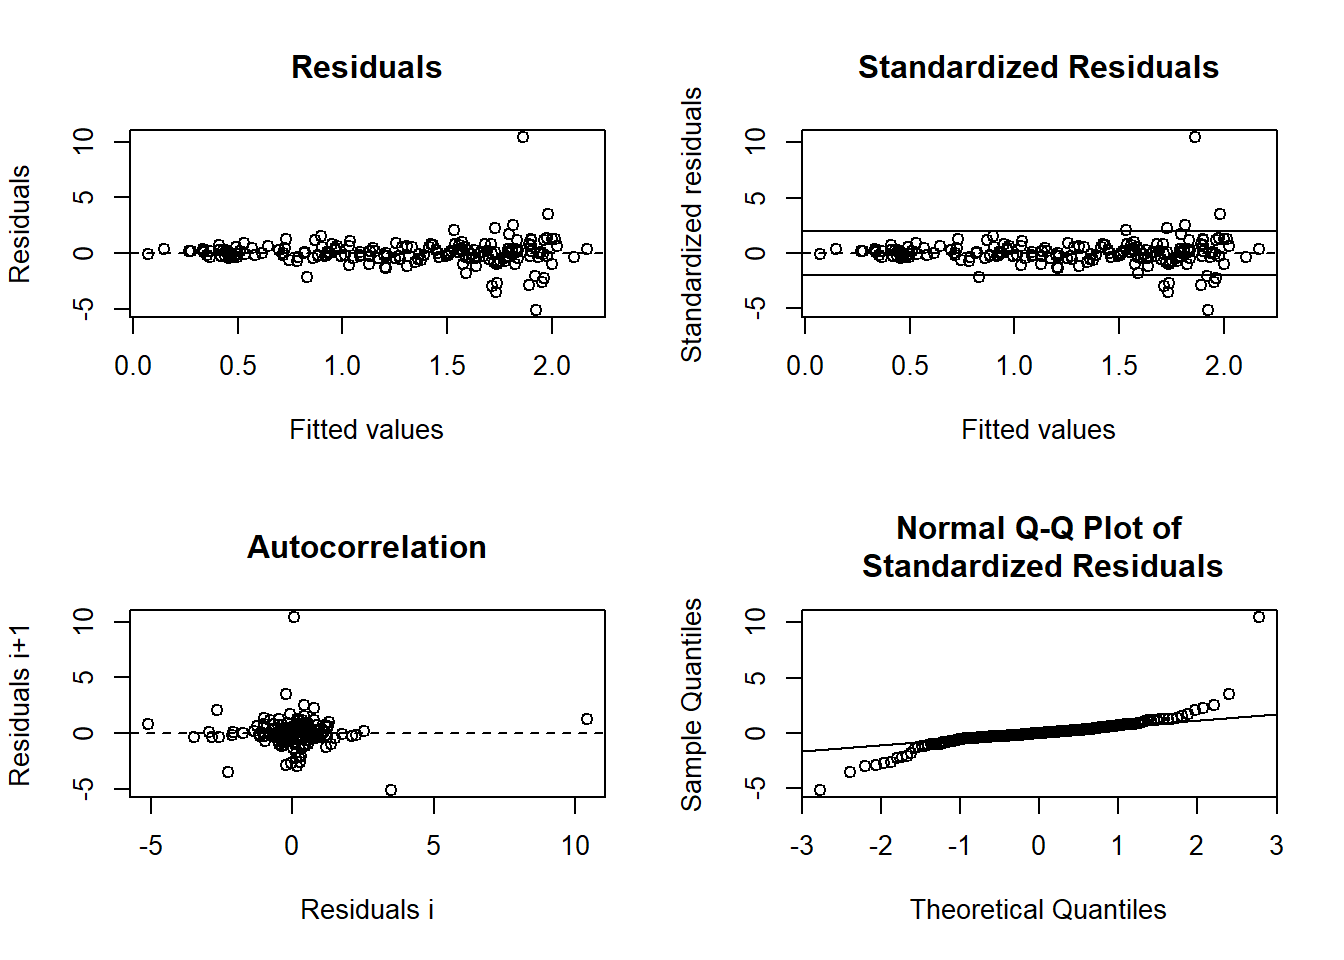 Residuals
Residuals
10
5
0
-5
0.0 0.5 1.0 1.5 2.0
Fitted values
Standardized Residuals
Standardized residuals
10
5
0
-5
0.0 0.5 1.0 1.5 2.0
Fitted values
Autocorrelation
Residuals i+1
10
5
0
-5
-5 0 5 10
Residuals i
Normal Q-Q Plot of
Standardized Residuals
Sample Quantiles
10
5
0
-5
-3 -2 -1 0 1 2 3
Theoretical Quantiles